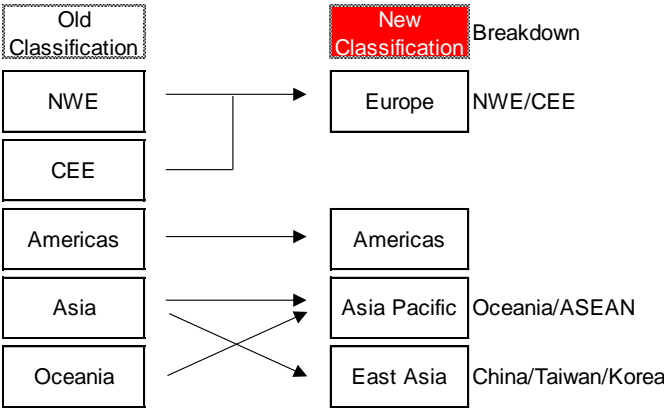 Old
Classification
New
Classification
Breakdown
NWE
Europe
NWE/CEE
CEE
Americas
Americas
Asia
Asia Pacific
Oceania/ASEAN
Oceania
East Asia
China/Taiwan/Korea